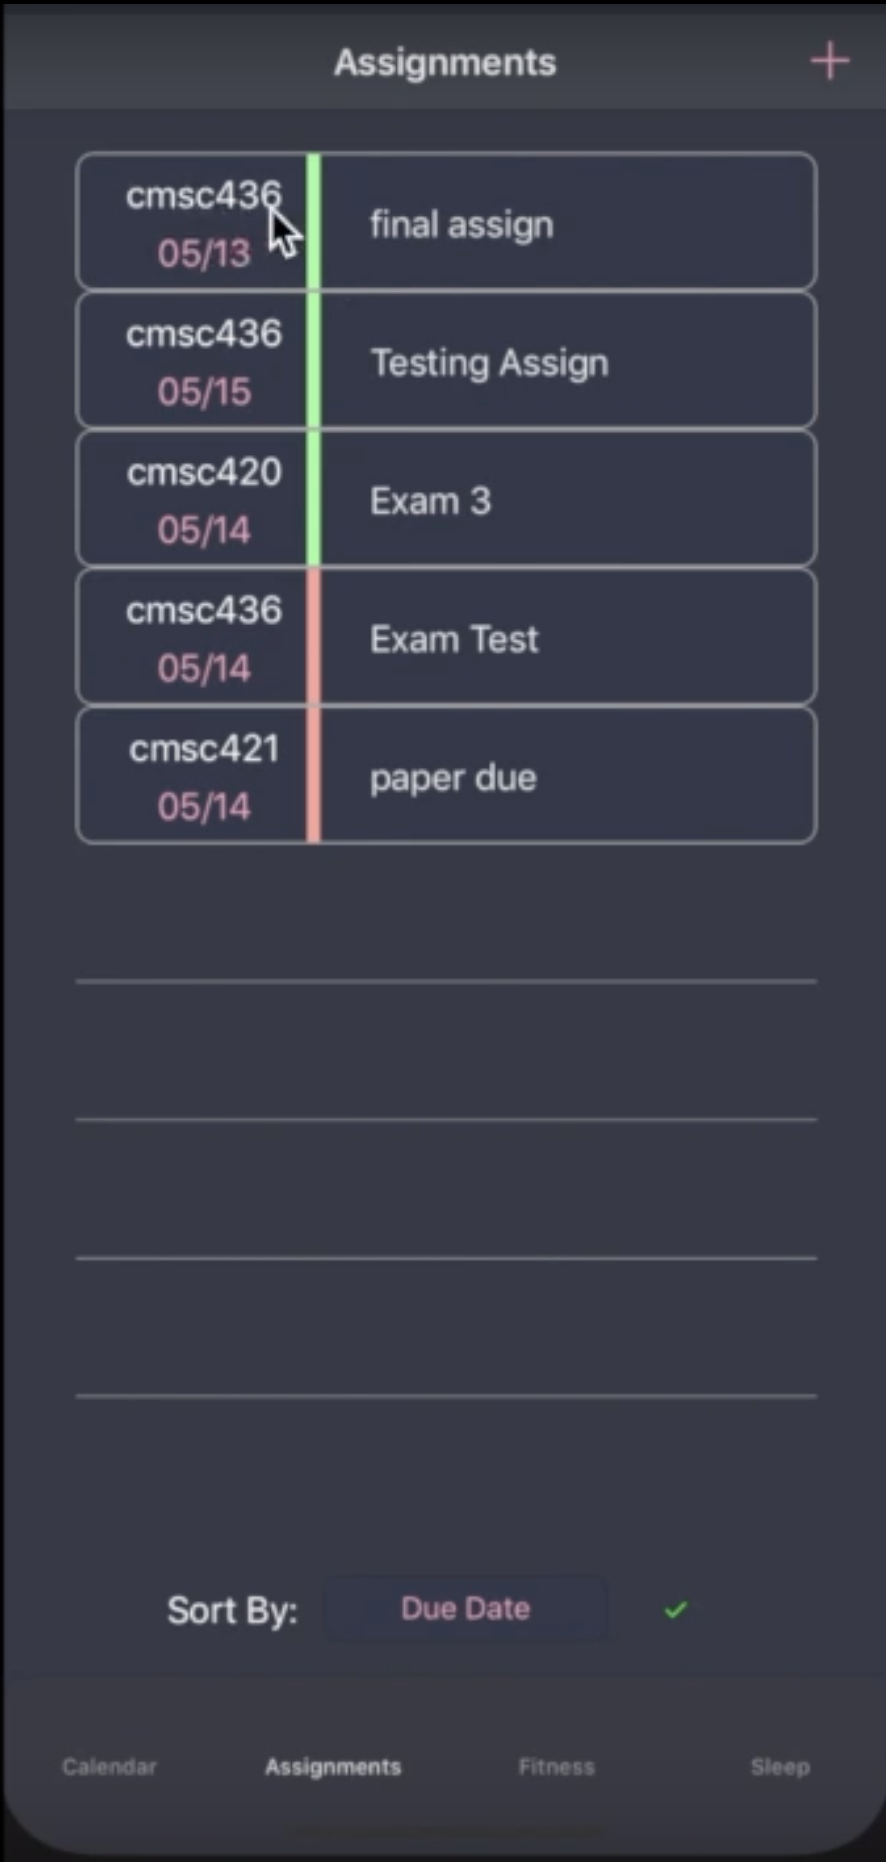 Assignments
cmsc436
05/13
final assign
cmsc436
05/15
Testing Assign
cmsc420
05/14
Exam 3
cmsc436
05/14
Exam Test
cmsc421
05/14
paper due
Sort By: Due Date
Calendar Assignments Fitness Sleep